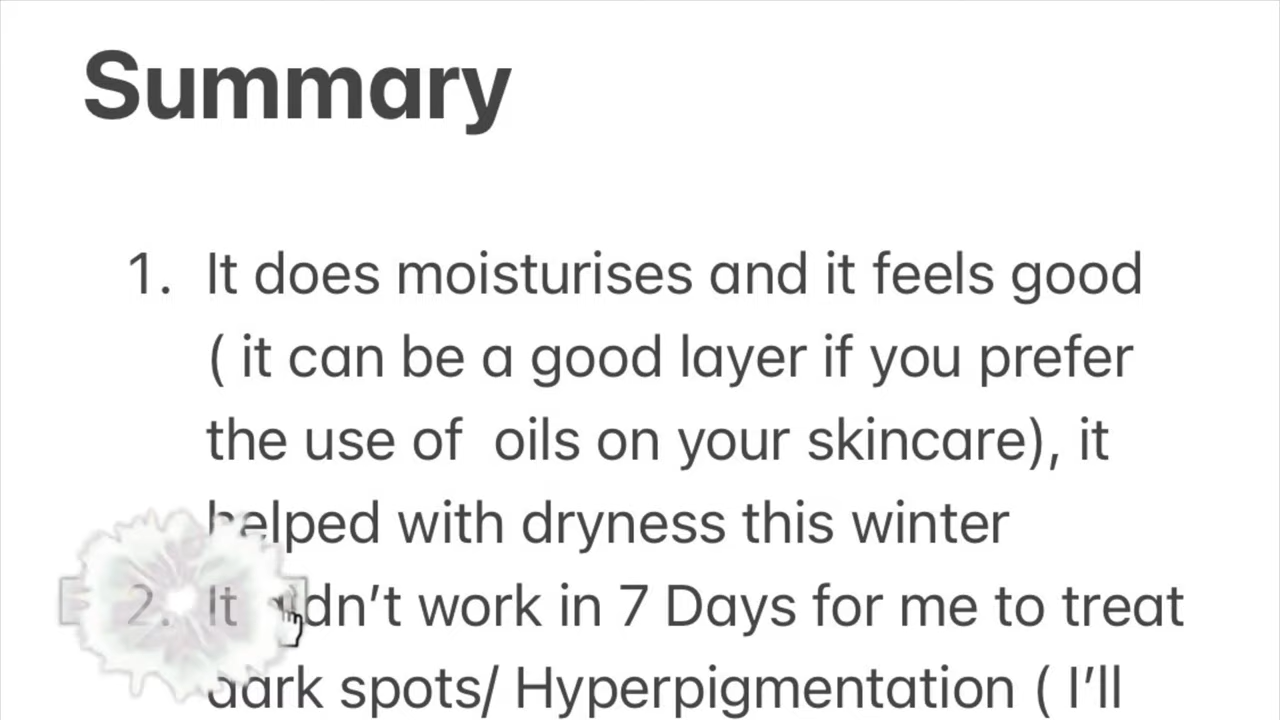 Summary
1. It does moisturises and it feels good
( it can be a good layer if you prefer
the use of oils on your skincare), it
helped with dryness this winter
2. It didn’t work in 7 Days for me to treat
dark spots/ Hyperpigmentation ( I’ll